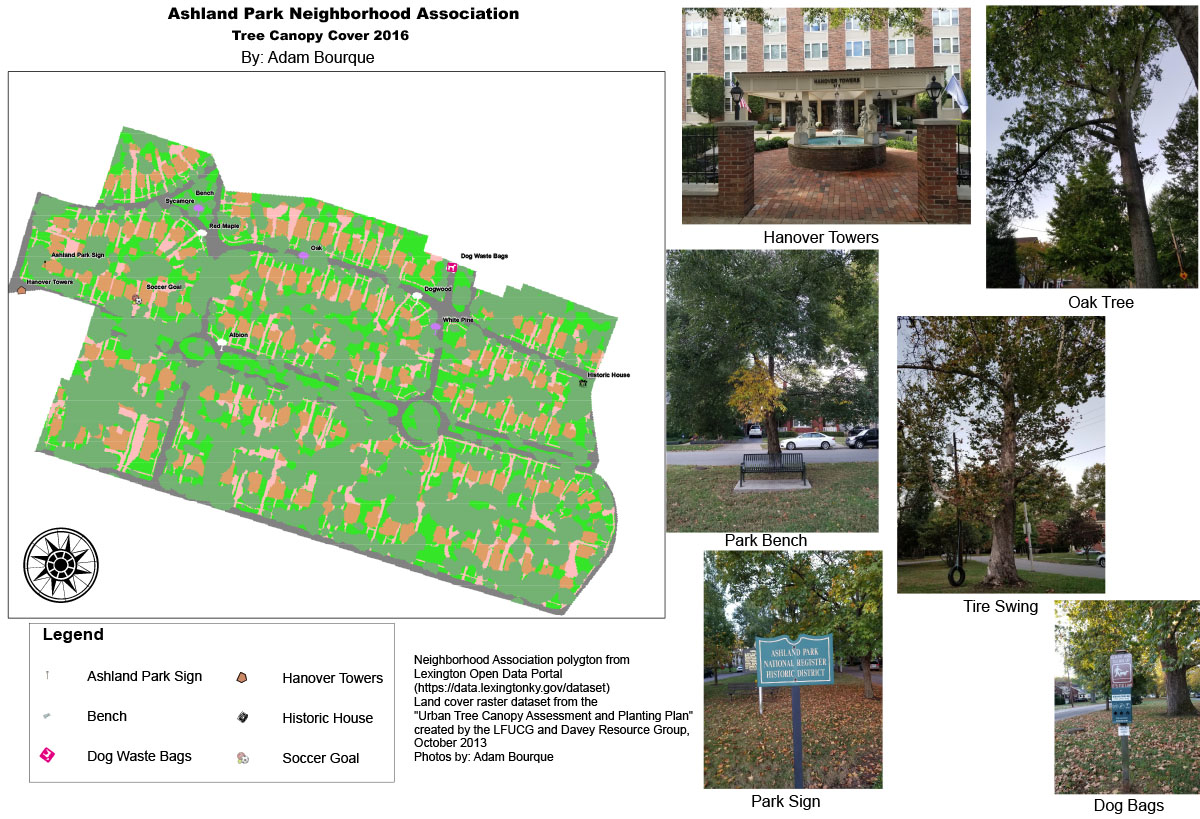 Ashland Park Neighborhood Association
Tree Canopy Cover 2016
By: Adam Bourque
Bench
Sycamore
Red Maple
Oak
Ashland Park Sign
Dog Waste Bags
Hanover Towers
Soccer Goal
Dogwood
White Pine
Albion
Historic House
Legend
Ashland Park Sign
Hanover Towers
Bench
Historic House
Dog Waste Bags
Soccer Goal
Neighborhood Association polygton from
Lexington Open Data Portal
(https://data.lexingtonky.gov/dataset)
Land cover raster dataset from the
"Urban Tree Canopy Assessment and Planting Plan"
created by the LFUCG and Davey Resource Group,
October 2013
Photos by: Adam Bourque
HANOVER TOWERS
Hanover Towers
Oak Tree
Park Bench
Tire Swing
ASHLAND PARK
NATIONAL REGISTER
HISTORIC DISTRICT
Park Sign
Dog Bags